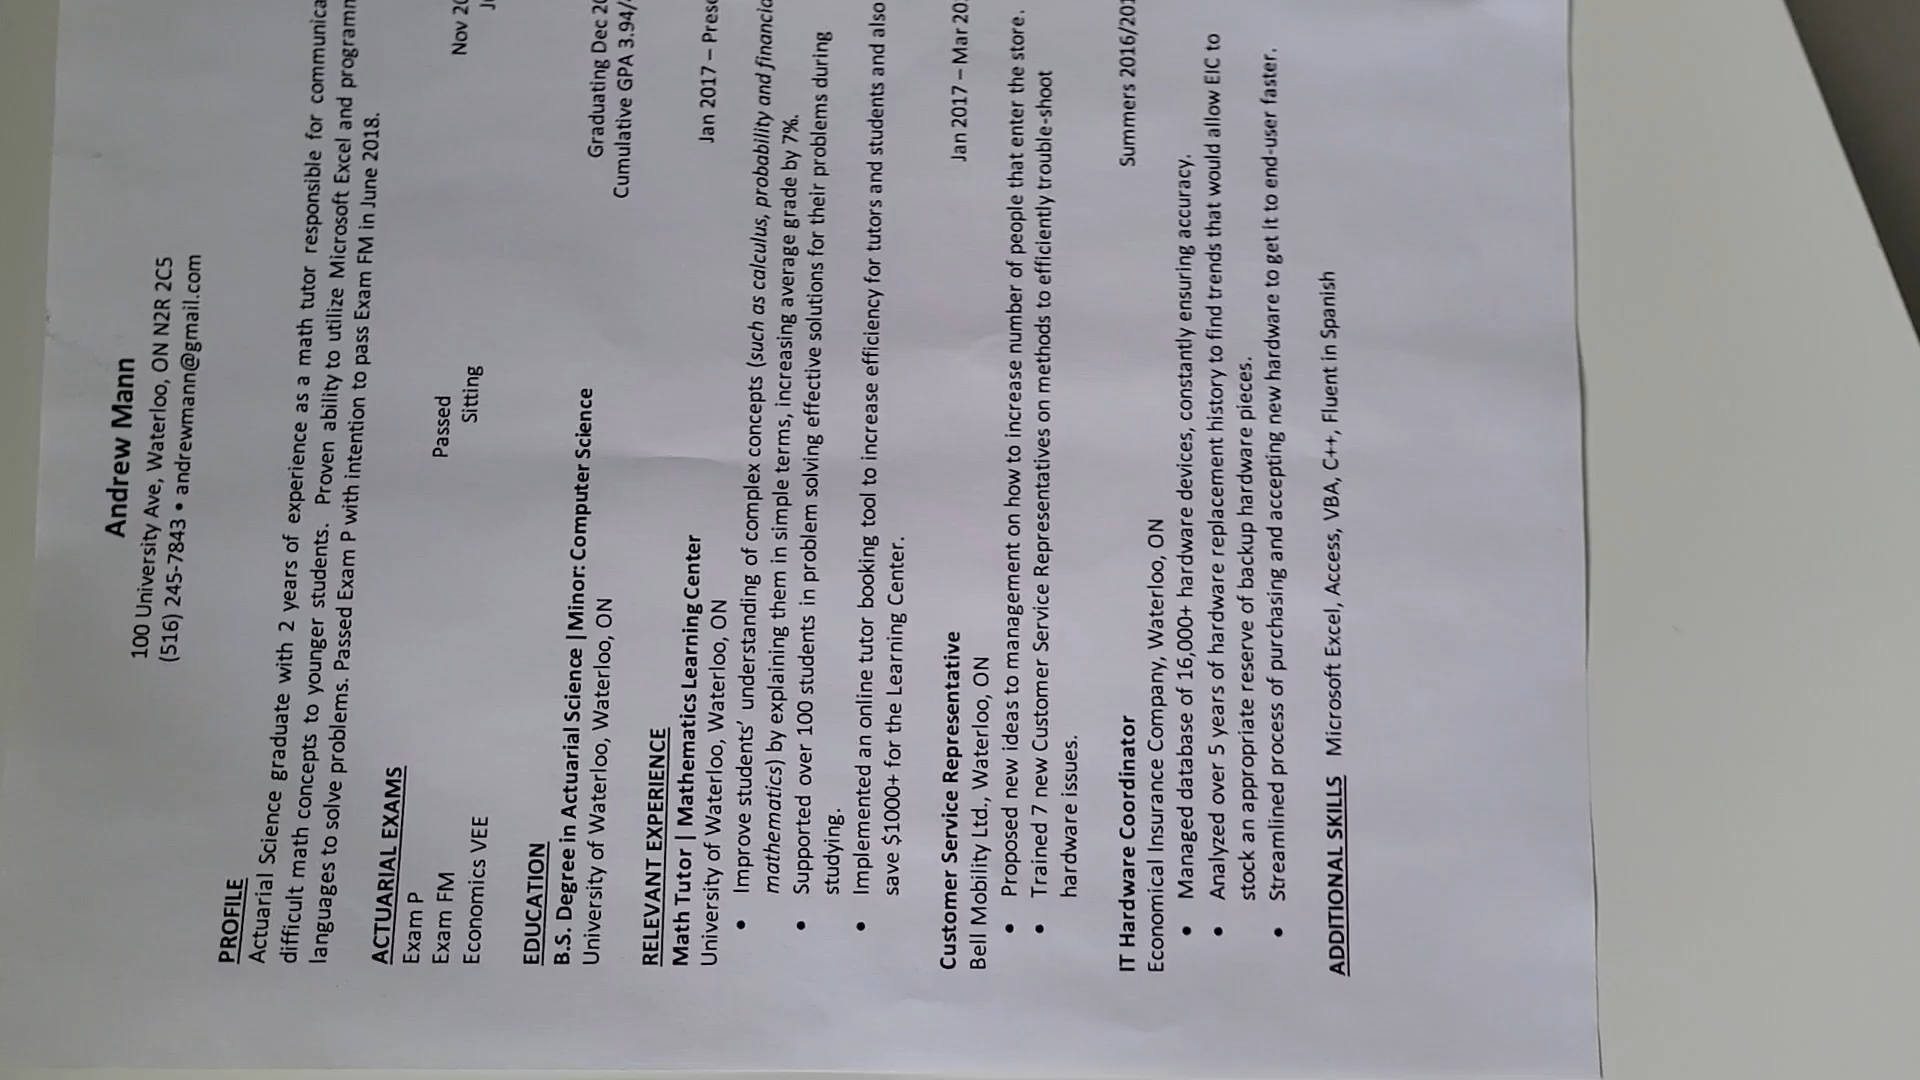 Andrew Mann
100 University Ave, Waterloo, ON N2R 2C5
(516) 245-7843 • andrewmann@gmail.com
PROFILE
Actuarial Science graduate with 2 years of experience as a math tutor responsible for
difficult math concepts to younger students. Proven ability to utilize Microsoft Excel and
languages to solve problems. Passed Exam P with intention to pass Exam FM in June 2018.
ACTUARIAL EXAMS
Exam P Passed Nov
Exam FM Sitting
Economics VEE
EDUCATION
B.S. Degree in Actuarial Science | Minor: Computer Science Graduating Dec
University of Waterloo, Waterloo, ON Cumulative GPA 3.94/
RELEVANT EXPERIENCE
Math Tutor | Mathematics Learning Center Jan 2017 –
University of Waterloo, Waterloo, ON
• Improve students' understanding of complex concepts (such as calculus, probability and
mathematics) by explaining them in simple terms, increasing average grade by 7%.
• Supported over 100 students in problem solving effective solutions for their problems during
studying.
• Implemented an online tutor booking tool to increase efficiency for tutors and students and also
save $1000+ for the Learning Center.
Customer Service Representative Jan 2017 – Mar
Bell Mobility Ltd., Waterloo, ON
• Proposed new ideas to management on how to increase number of people that enter the store.
• Trained 7 new Customer Service Representatives on methods to efficiently trouble-shoot
hardware issues.
IT Hardware Coordinator Summers 2016/
Economical Insurance Company, Waterloo, ON
• Managed database of 16,000+ hardware devices, constantly ensuring accuracy.
• Analyzed over 5 years of hardware replacement history to find trends that would allow EIC to
stock an appropriate reserve of backup hardware pieces.
• Streamlined process of purchasing and accepting new hardware to get it to end-user faster.
ADDITIONAL SKILLS Microsoft Excel, Access, VBA, C++, Fluent in Spanish